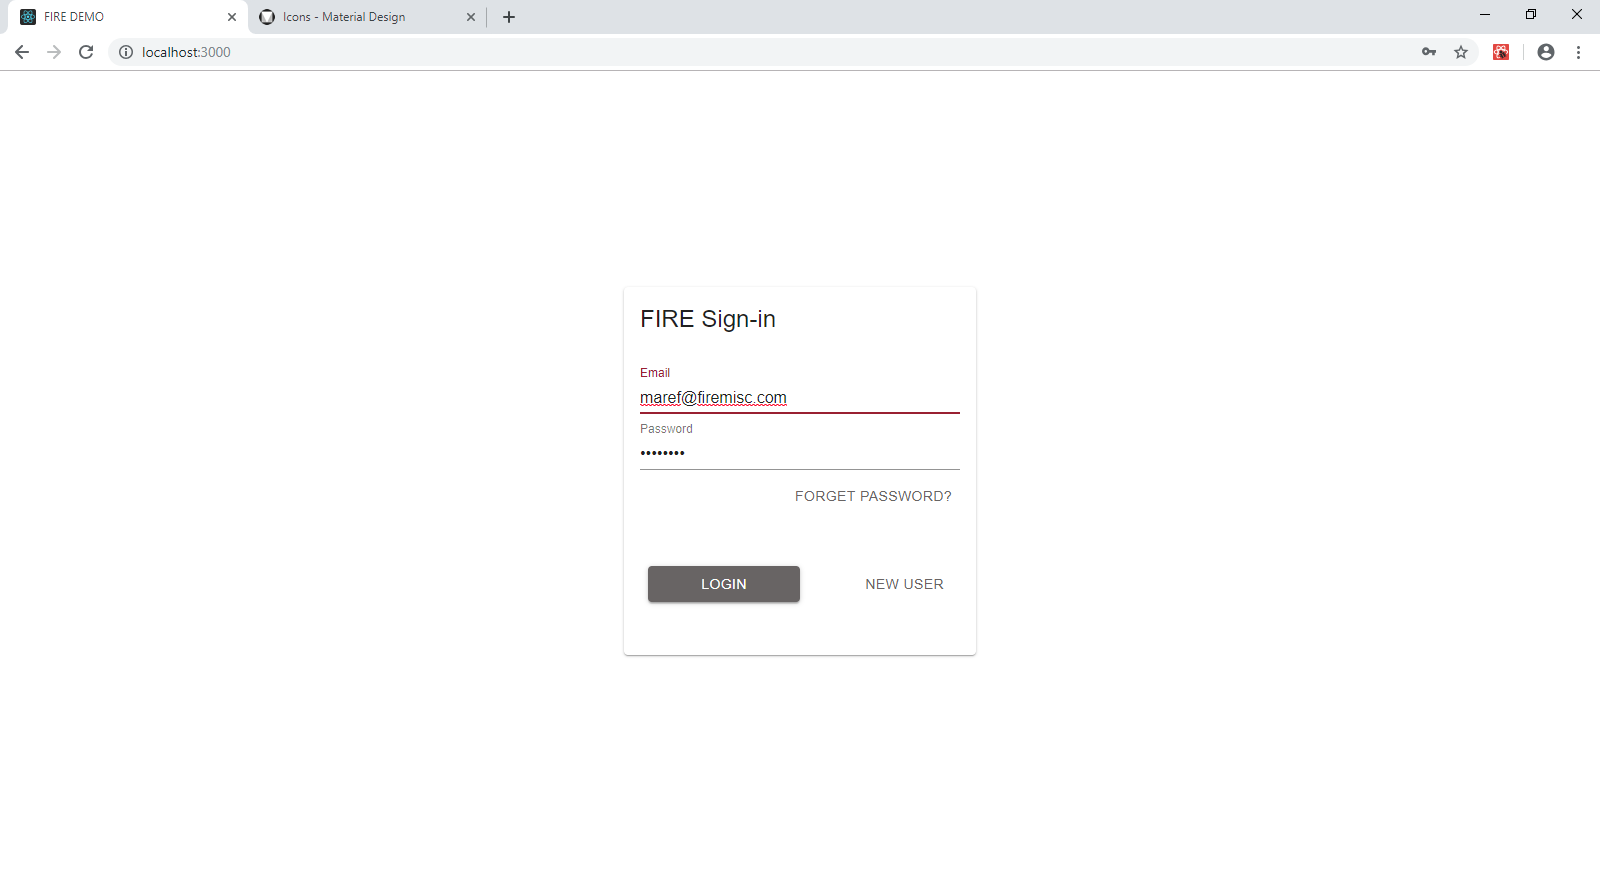 FIRE DEMO
Icons - Material Design
localhost:3000
FIRE Sign-in
Email
maref@firemisc.com
Password
••••••••
FORGET PASSWORD?
LOGIN NEW USER